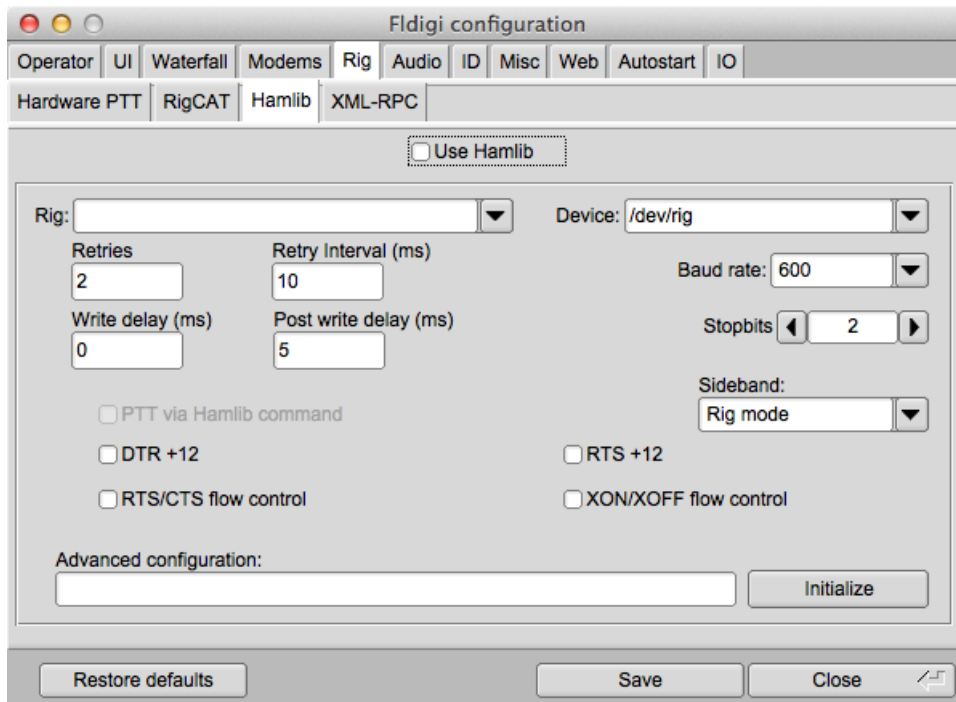 Fldigi configuration
Operator UI Waterfall Modems Rig Audio ID Misc Web Autostart IO
Hardware PTT RigCAT Hamlib XML-RPC
Use Hamlib
Rig: Device: /dev/rig
Retries Retry Interval (ms)
2 10 Baud rate: 600
Write delay (ms) Post write delay (ms) Stopbits 2
0 5
Sideband:
PTT via Hamlib command Rig mode
DTR +12 RTS +12
RTS/CTS flow control XON/XOFF flow control
Advanced configuration:
Initialize
Restore defaults Save Close